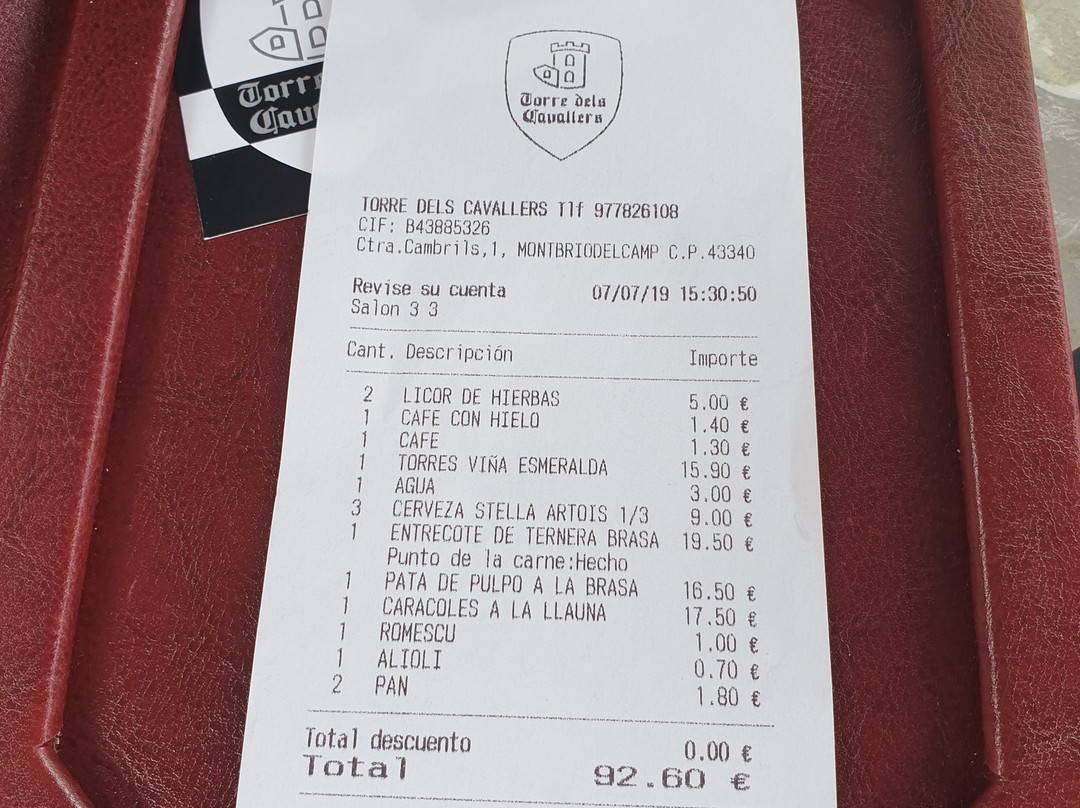 Torre
Cav
Torre dels
Cavallers
TORRE DELS CAVALLERS Tlf 977826108
CIF: B43885326
Ctra.Cambrils,1, MONTBRIODELCAMP C.P.43340
Revise su cuenta 07/07/19 15:30:50
Salon 3 3
Cant. Descripción Importe
2 LICOR DE HIERBAS 5.00 €
1 CAFE CON HIELO 1.40 €
1 CAFE 1.30 €
1 TORRES VIÑA ESMERALDA 15.90 €
1 AGUA 3.00 €
3 CERVEZA STELLA ARTOIS 1/3 9.00 €
1 ENTRECOTE DE TERNERA BRASA 19.50 €
Punto de la carne:Hecho
1 PATA DE PULPO A LA BRASA 16.50 €
1 CARACOLES A LA LLAUNA 17.50 €
1 ROMESCU 1.00 €
1 ALIOLI 0.70 €
2 PAN 1.80 €
Total descuento 0.00 €
Total 92.60 €